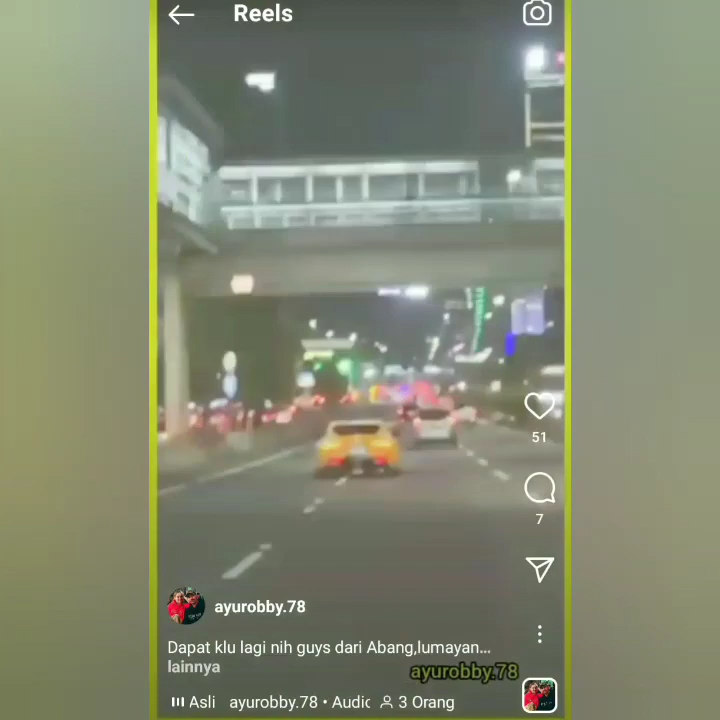 Reels
51
7
ayurobby.78
Dapat klu lagi nih guys dari Abang,lumayan...
lainnya
ayurobby.78
Asli ayurobby.78 • Audic 3 Orang